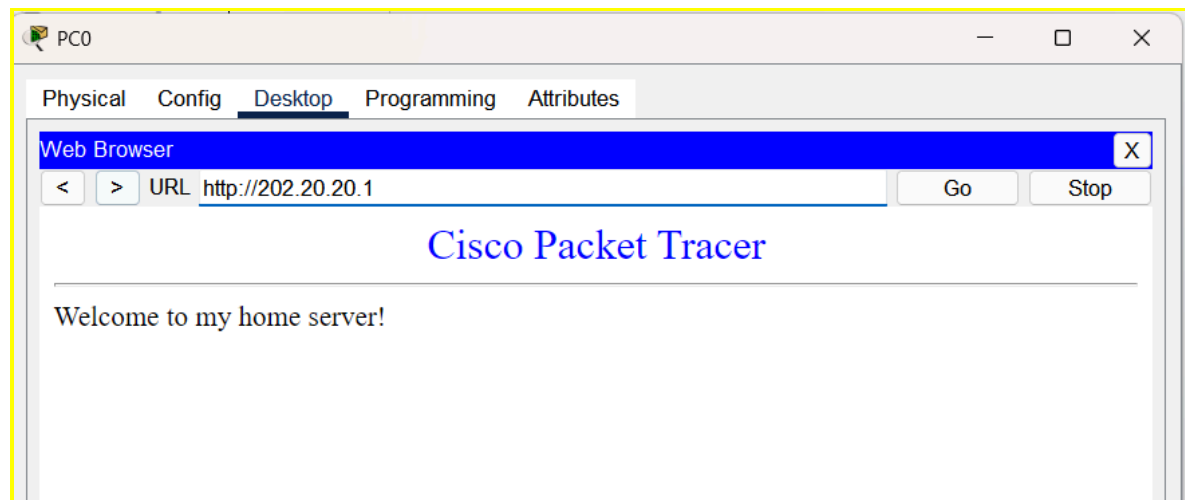 PC0
Physical Config Desktop Programming Attributes
Web Browser X
< > URL http://202.20.20.1 Go Stop
Cisco Packet Tracer
Welcome to my home server!